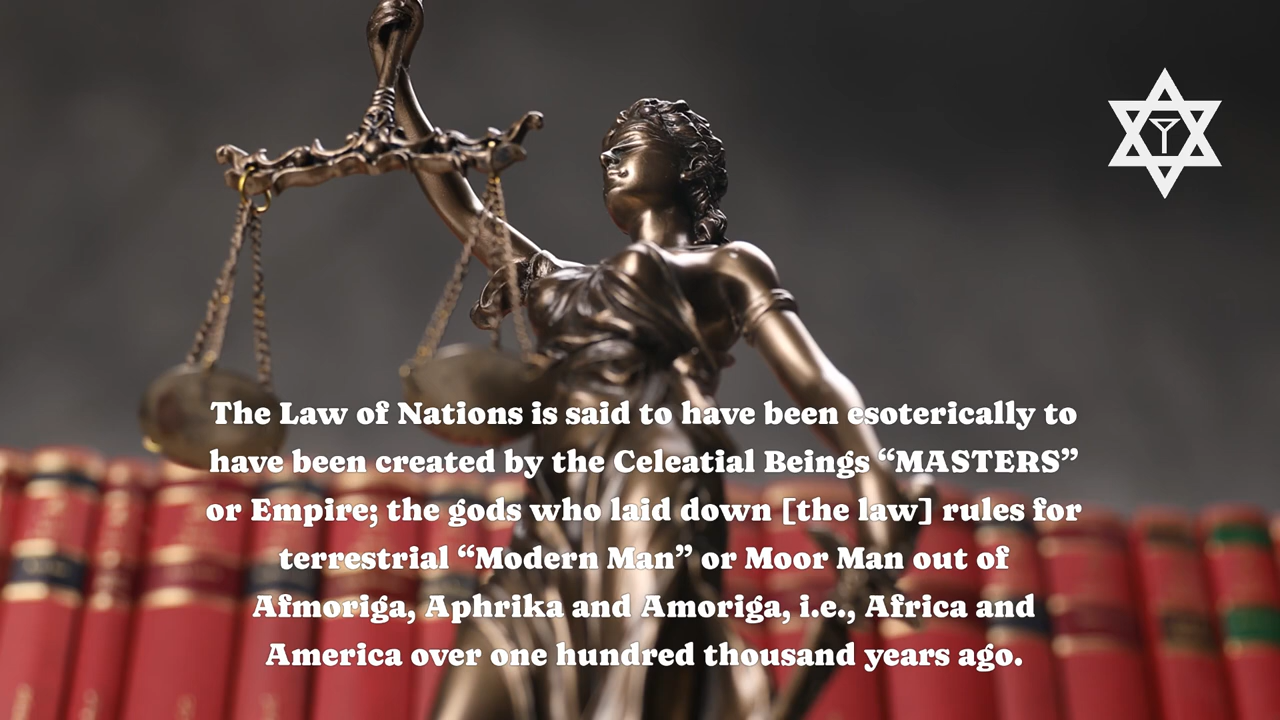 The Law of Nations is said to have been esoterically to
have been created by the Celeatial Beings “MASTERS”
or Empire; the gods who laid down [the law] rules for
terrestrial “Modern Man” or Moor Man out of
Afmoriga, Aphrika and Amoriga, i.e., Africa and
America over one hundred thousand years ago.